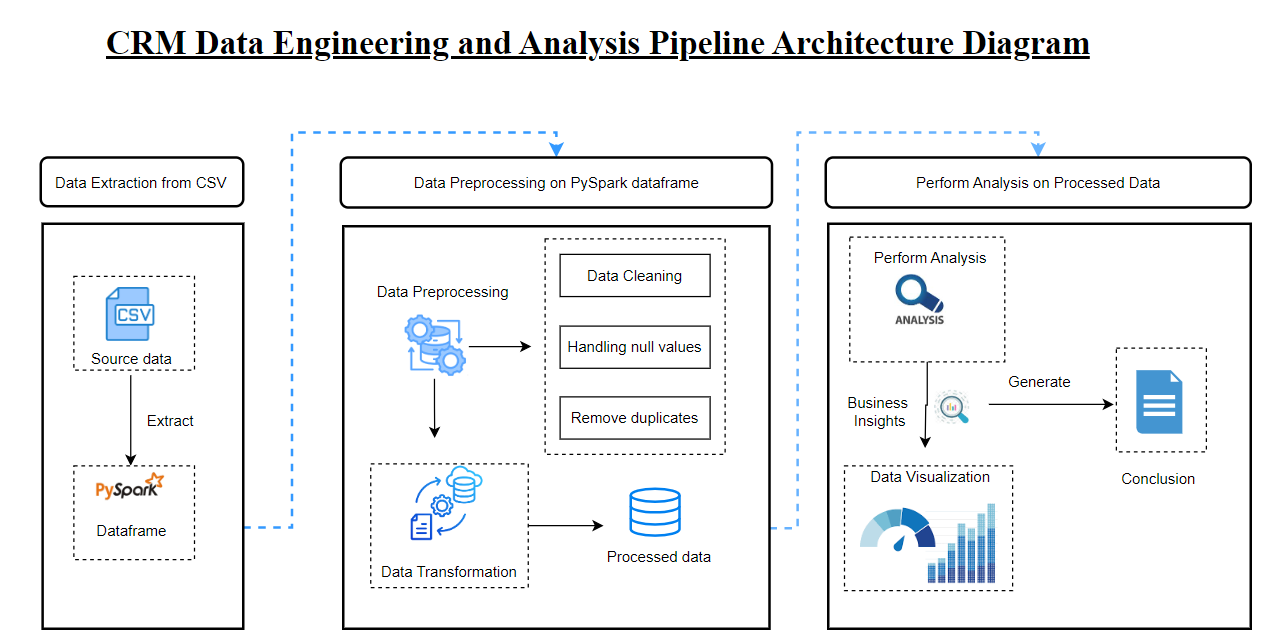 CRM Data Engineering and Analysis Pipeline Architecture Diagram
Data Extraction from CSV
CSV
Source data
Extract
PySpark
Dataframe
Data Preprocessing on PySpark dataframe
Data Preprocessing
Data Cleaning
Handling null values
Remove duplicates
Data Transformation
Processed data
Perform Analysis on Processed Data
Perform Analysis
ANALYSIS
Business
Insights
Generate
Conclusion
Data Visualization